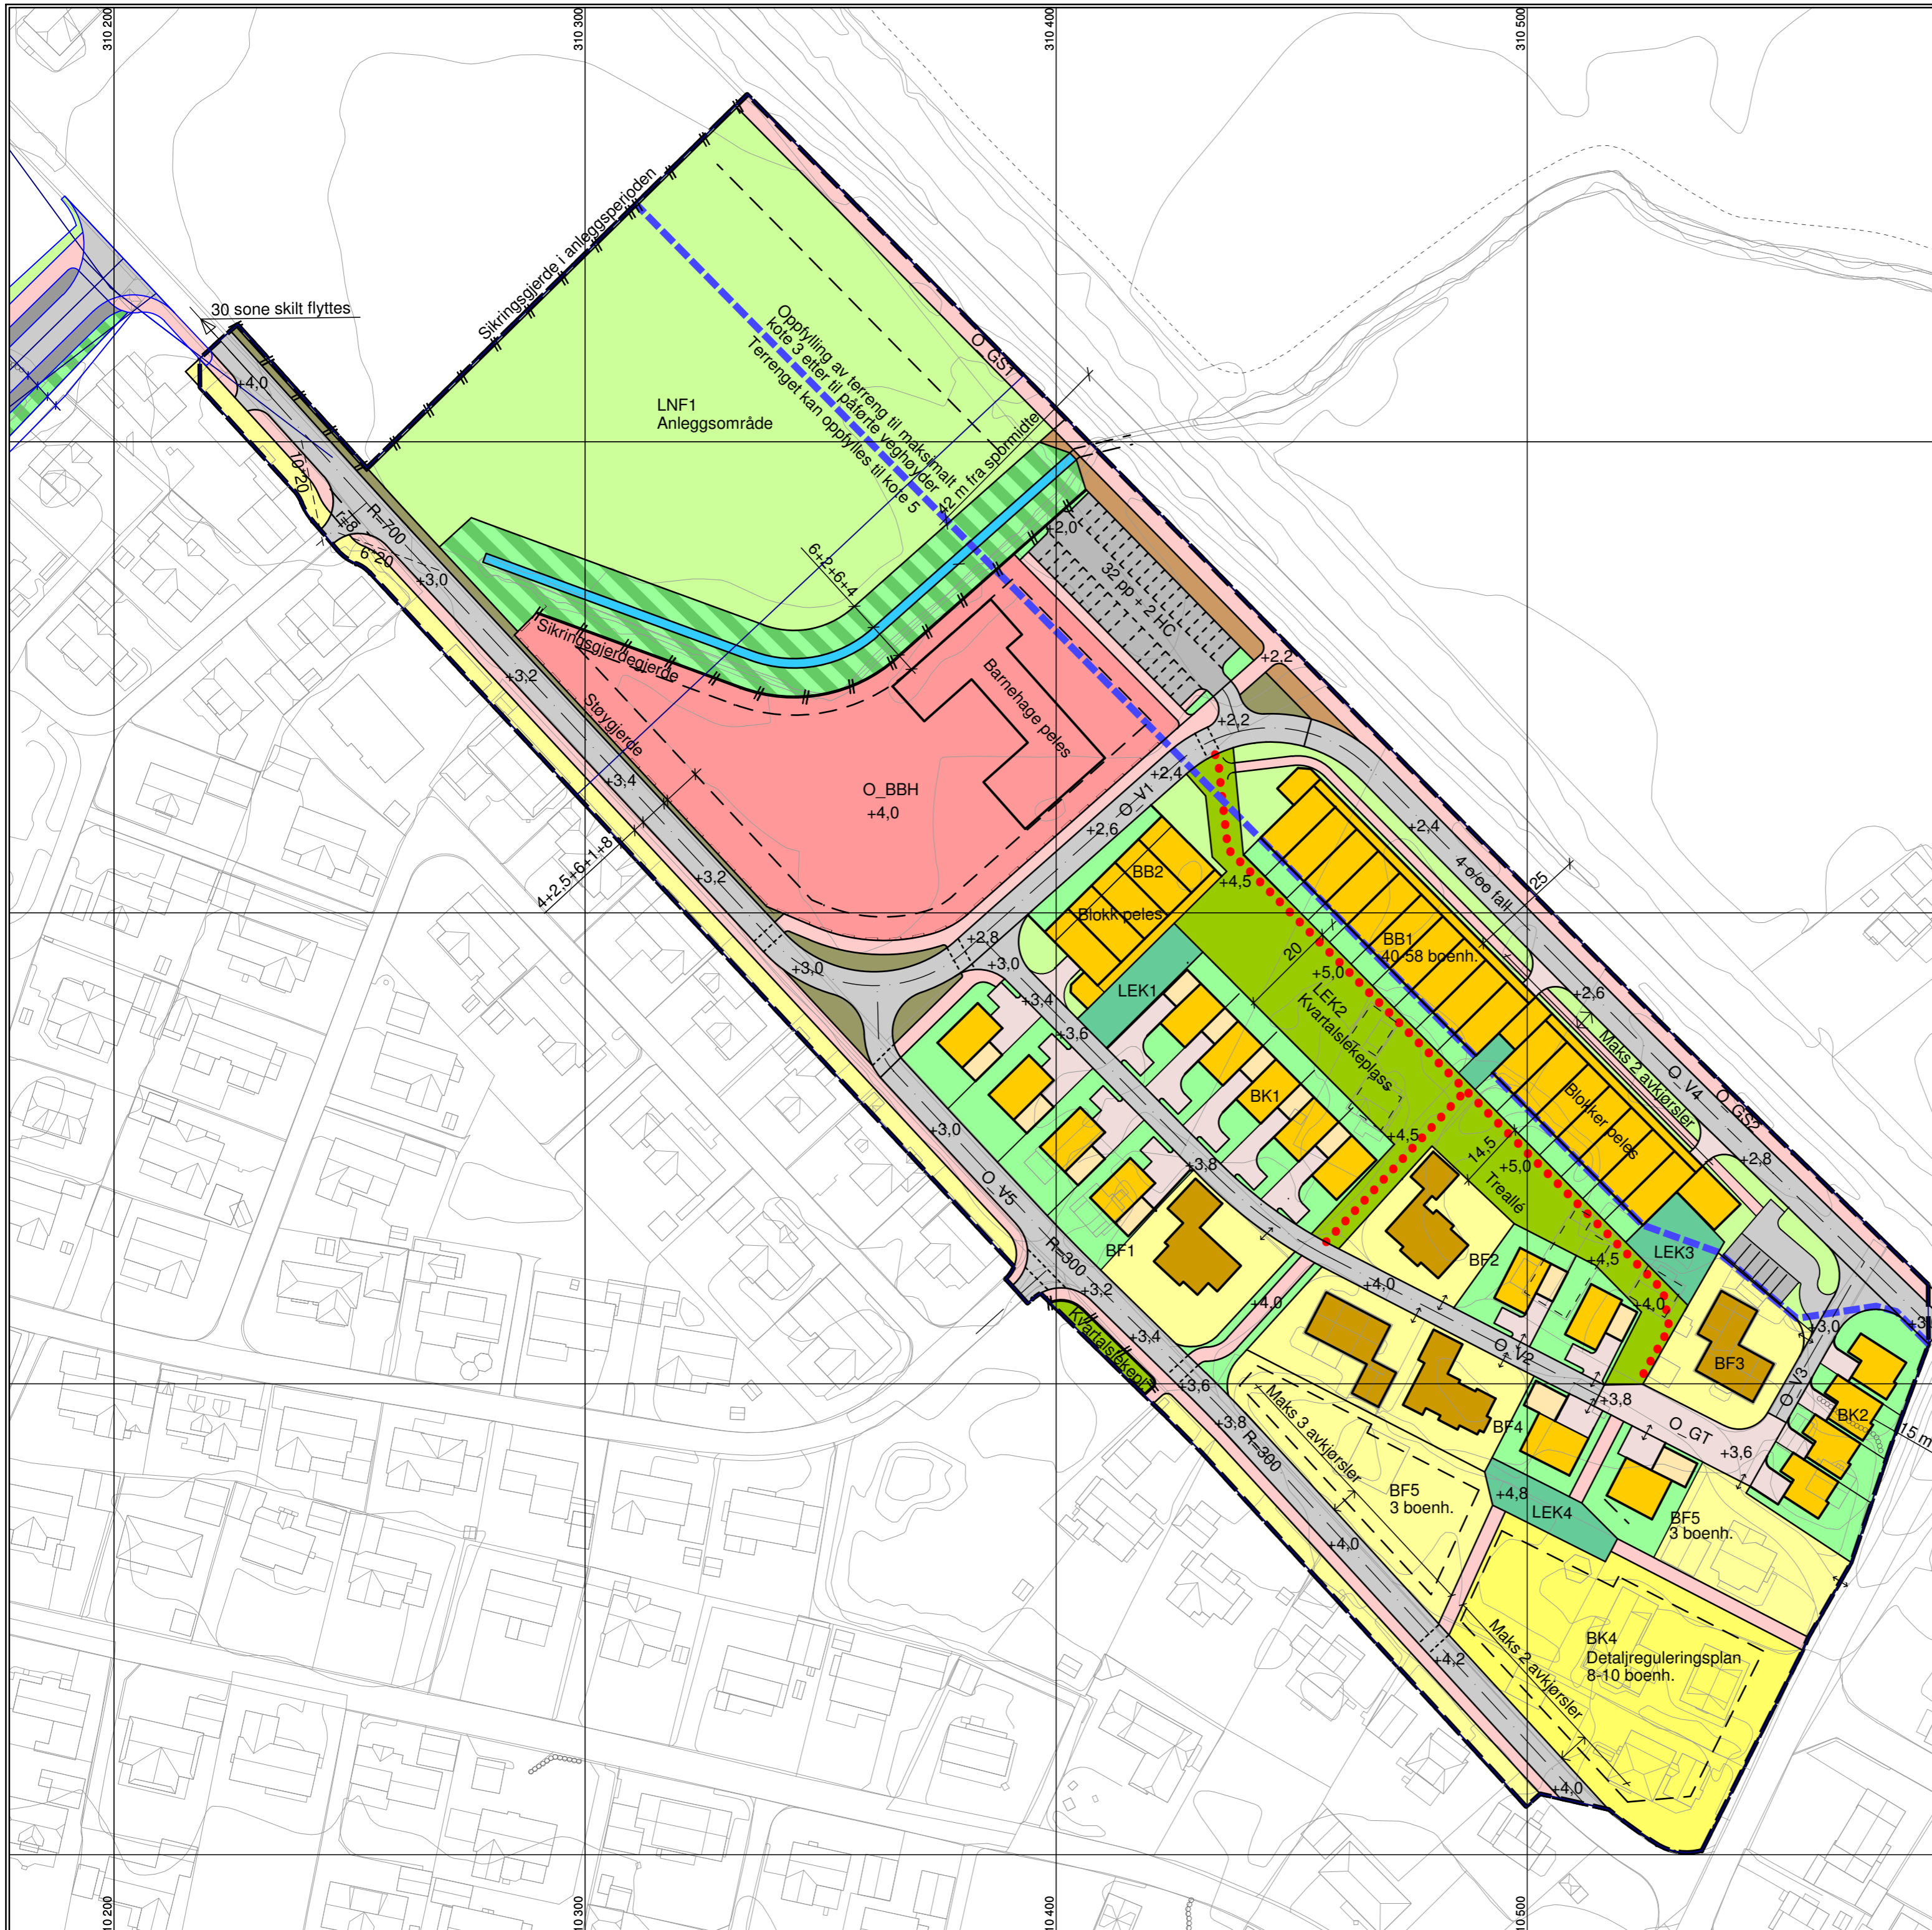 310 200
310 300
310 400
310 500
30 sone skilt flyttes
Sikringsgjerde i anleggsperioden
O_GS1
+4,0
Oppfylling av terreng til maksimalt
kote 3 etter til påførte veghøyder
Terrenget kan oppfylles til kote 5
42 m fra spormidte
LNF1
Anleggsområde
10*20
r=8
R=700
6*20
+3,0
+2,0
32 pp + 2 HC
6+2+6+4
Sikringsgjerdegjerde
+3,2
Støygjerde
Barnehage peles
+2,2
+2,2
+3,4
O_BBH
+4,0
+2,4
O_V1
+2,6
+2,4
4+2,5+6+1+8
+3,2
BB2
Blokk peles
+4,5
4 o/oo fall
25
+2,8
+3,0
+3,0
20
BB1
40-58 boenh.
+5,0
LEK1
LEK2
Kvartalslekeplass
+3,4
+3,6
+2,6
Maks 2 avkjørsler
O_V4
O_GS2
BK1
Blokker peles
+3,0
+4,5
14,5
+5,0
Treallé
+2,8
+3,8
O_V5
BF1
R=300
+3,2
BF2
+4,5
LEK3
+4,0
+4,0
+4,0
+3,4
Kvartalslekepl.
O_V2
+3,0
BF3
O_V3
+3,6
+3,8
O_GT
+3,6
BK2
15 m
+3,8
R=300
Maks 3 avkjørsler
BF4
BF5
3 boenh.
+4,8
LEK4
BF5
3 boenh.
+4,0
BK4
Detaljreguleringsplan
8-10 boenh.
+4,2
Maks 2 avkjørsler
+4,0
10 200
10 300
10 400
10 500